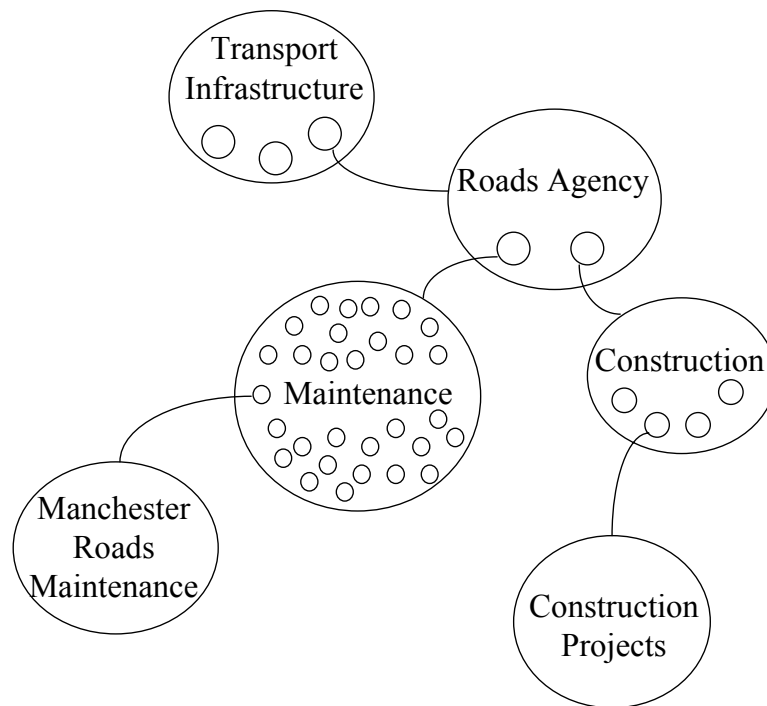 Transport
Infrastructure
Roads Agency
Construction
Maintenance
Manchester
Roads
Maintenance
Construction
Projects